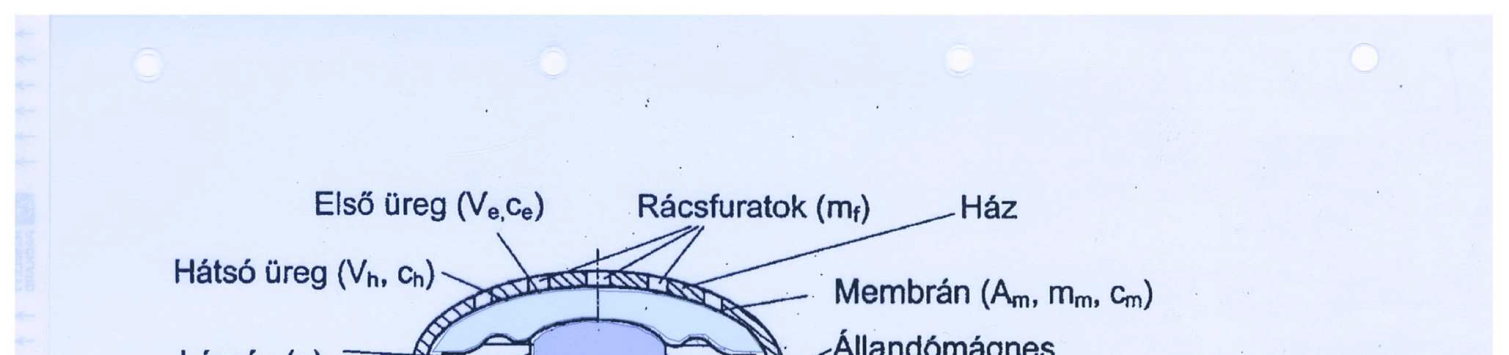 Első üreg (Ve,ce)
Rácsfuratok (mf)
Ház
Hátsó üreg (Vh, ch)
Membrán (Am, mm, cm)
Állandómágnes